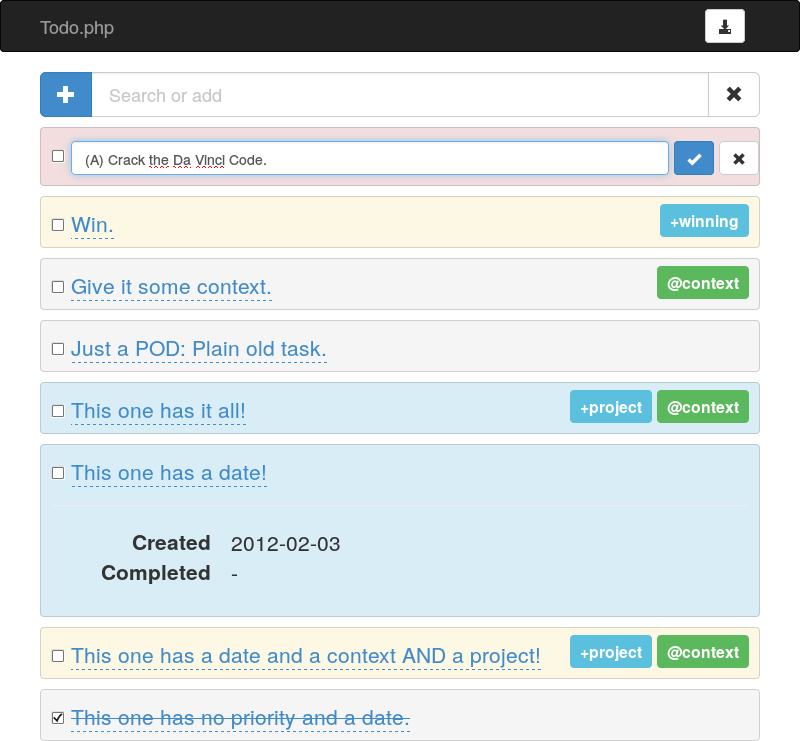 Todo.php
Search or add
(A) Crack the Da Vinci Code.
Win.
+winning
Give it some context.
@context
Just a POD: Plain old task.
This one has it all!
+project @context
This one has a date!
Created 2012-02-03
Completed -
This one has a date and a context AND a project!
+project @context
This one has no priority and a date.